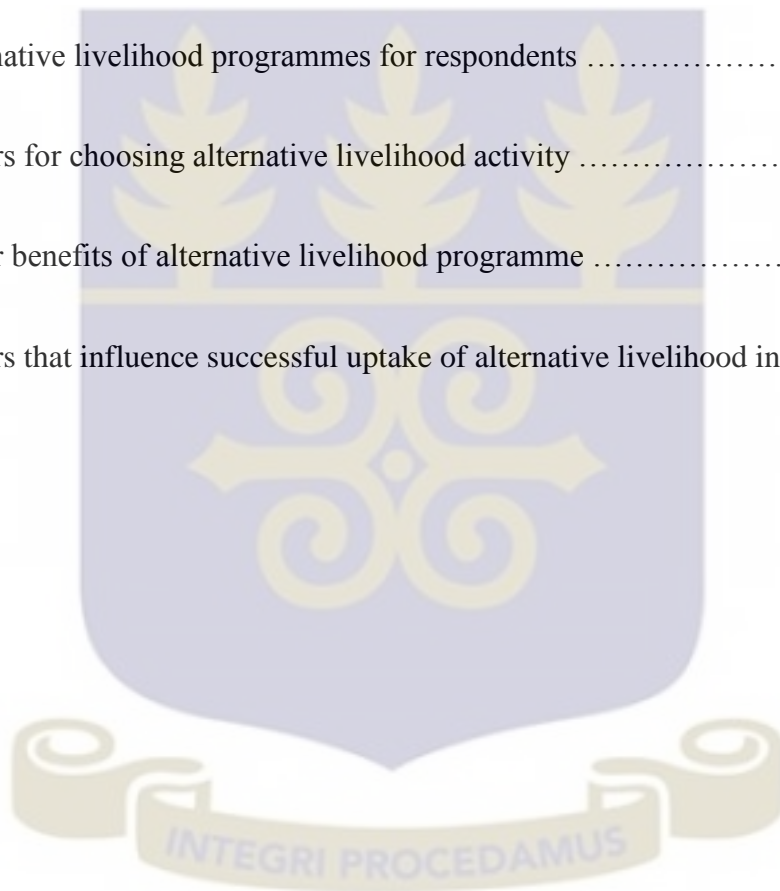 native livelihood programmes for respondents ………………
rs for choosing alternative livelihood activity ………………
r benefits of alternative livelihood programme ………………
rs that influence successful uptake of alternative livelihood in
INTEGRI PROCEDAMUS